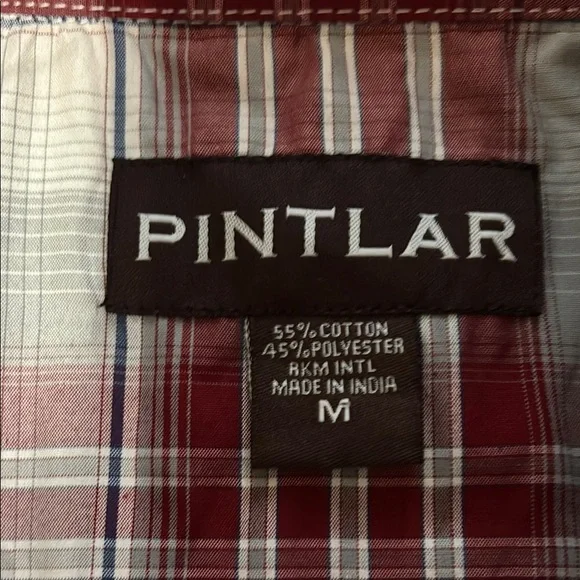 PINTLAR
55% COTTON
45% POLYESTER
RKM INTL
MADE IN INDIA
M